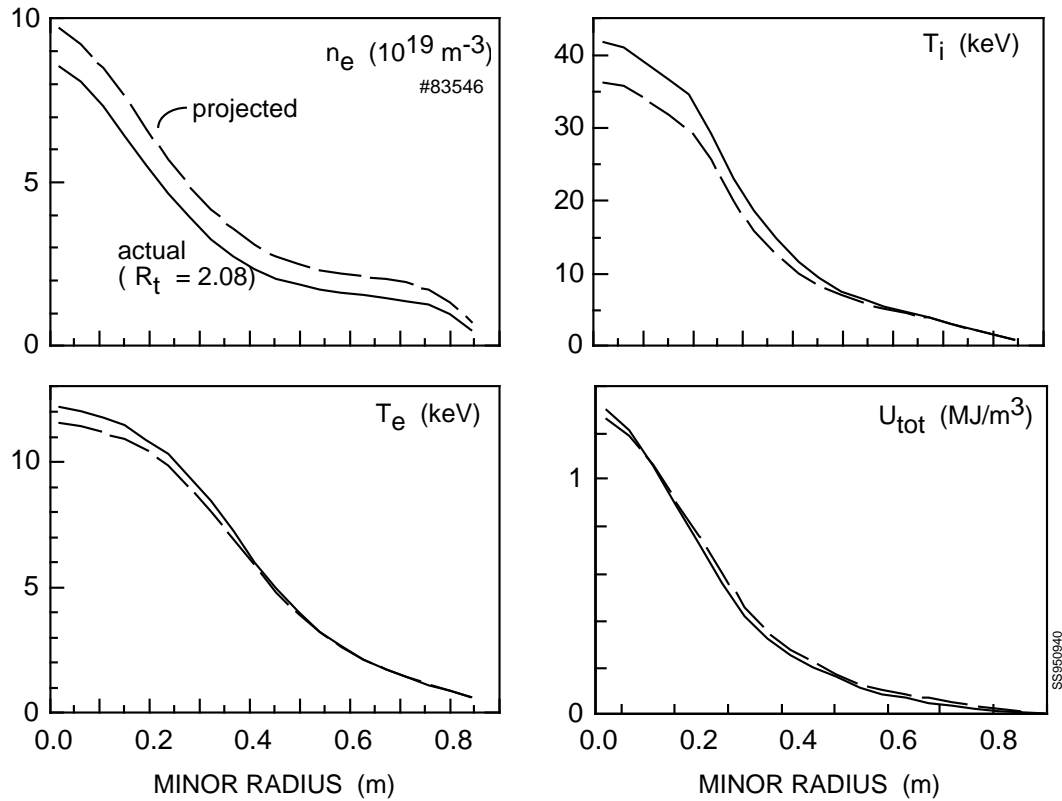 10
5
0
n_e (10^19 m^-3)
#83546
projected
actual
( R_t = 2.08)
40
30
20
10
0
T_i (keV)
10
5
0
T_e (keV)
0.0 0.2 0.4 0.6 0.8
MINOR RADIUS (m)
1
0
U_tot (MJ/m^3)
0.0 0.2 0.4 0.6 0.8
MINOR RADIUS (m)
SS950940